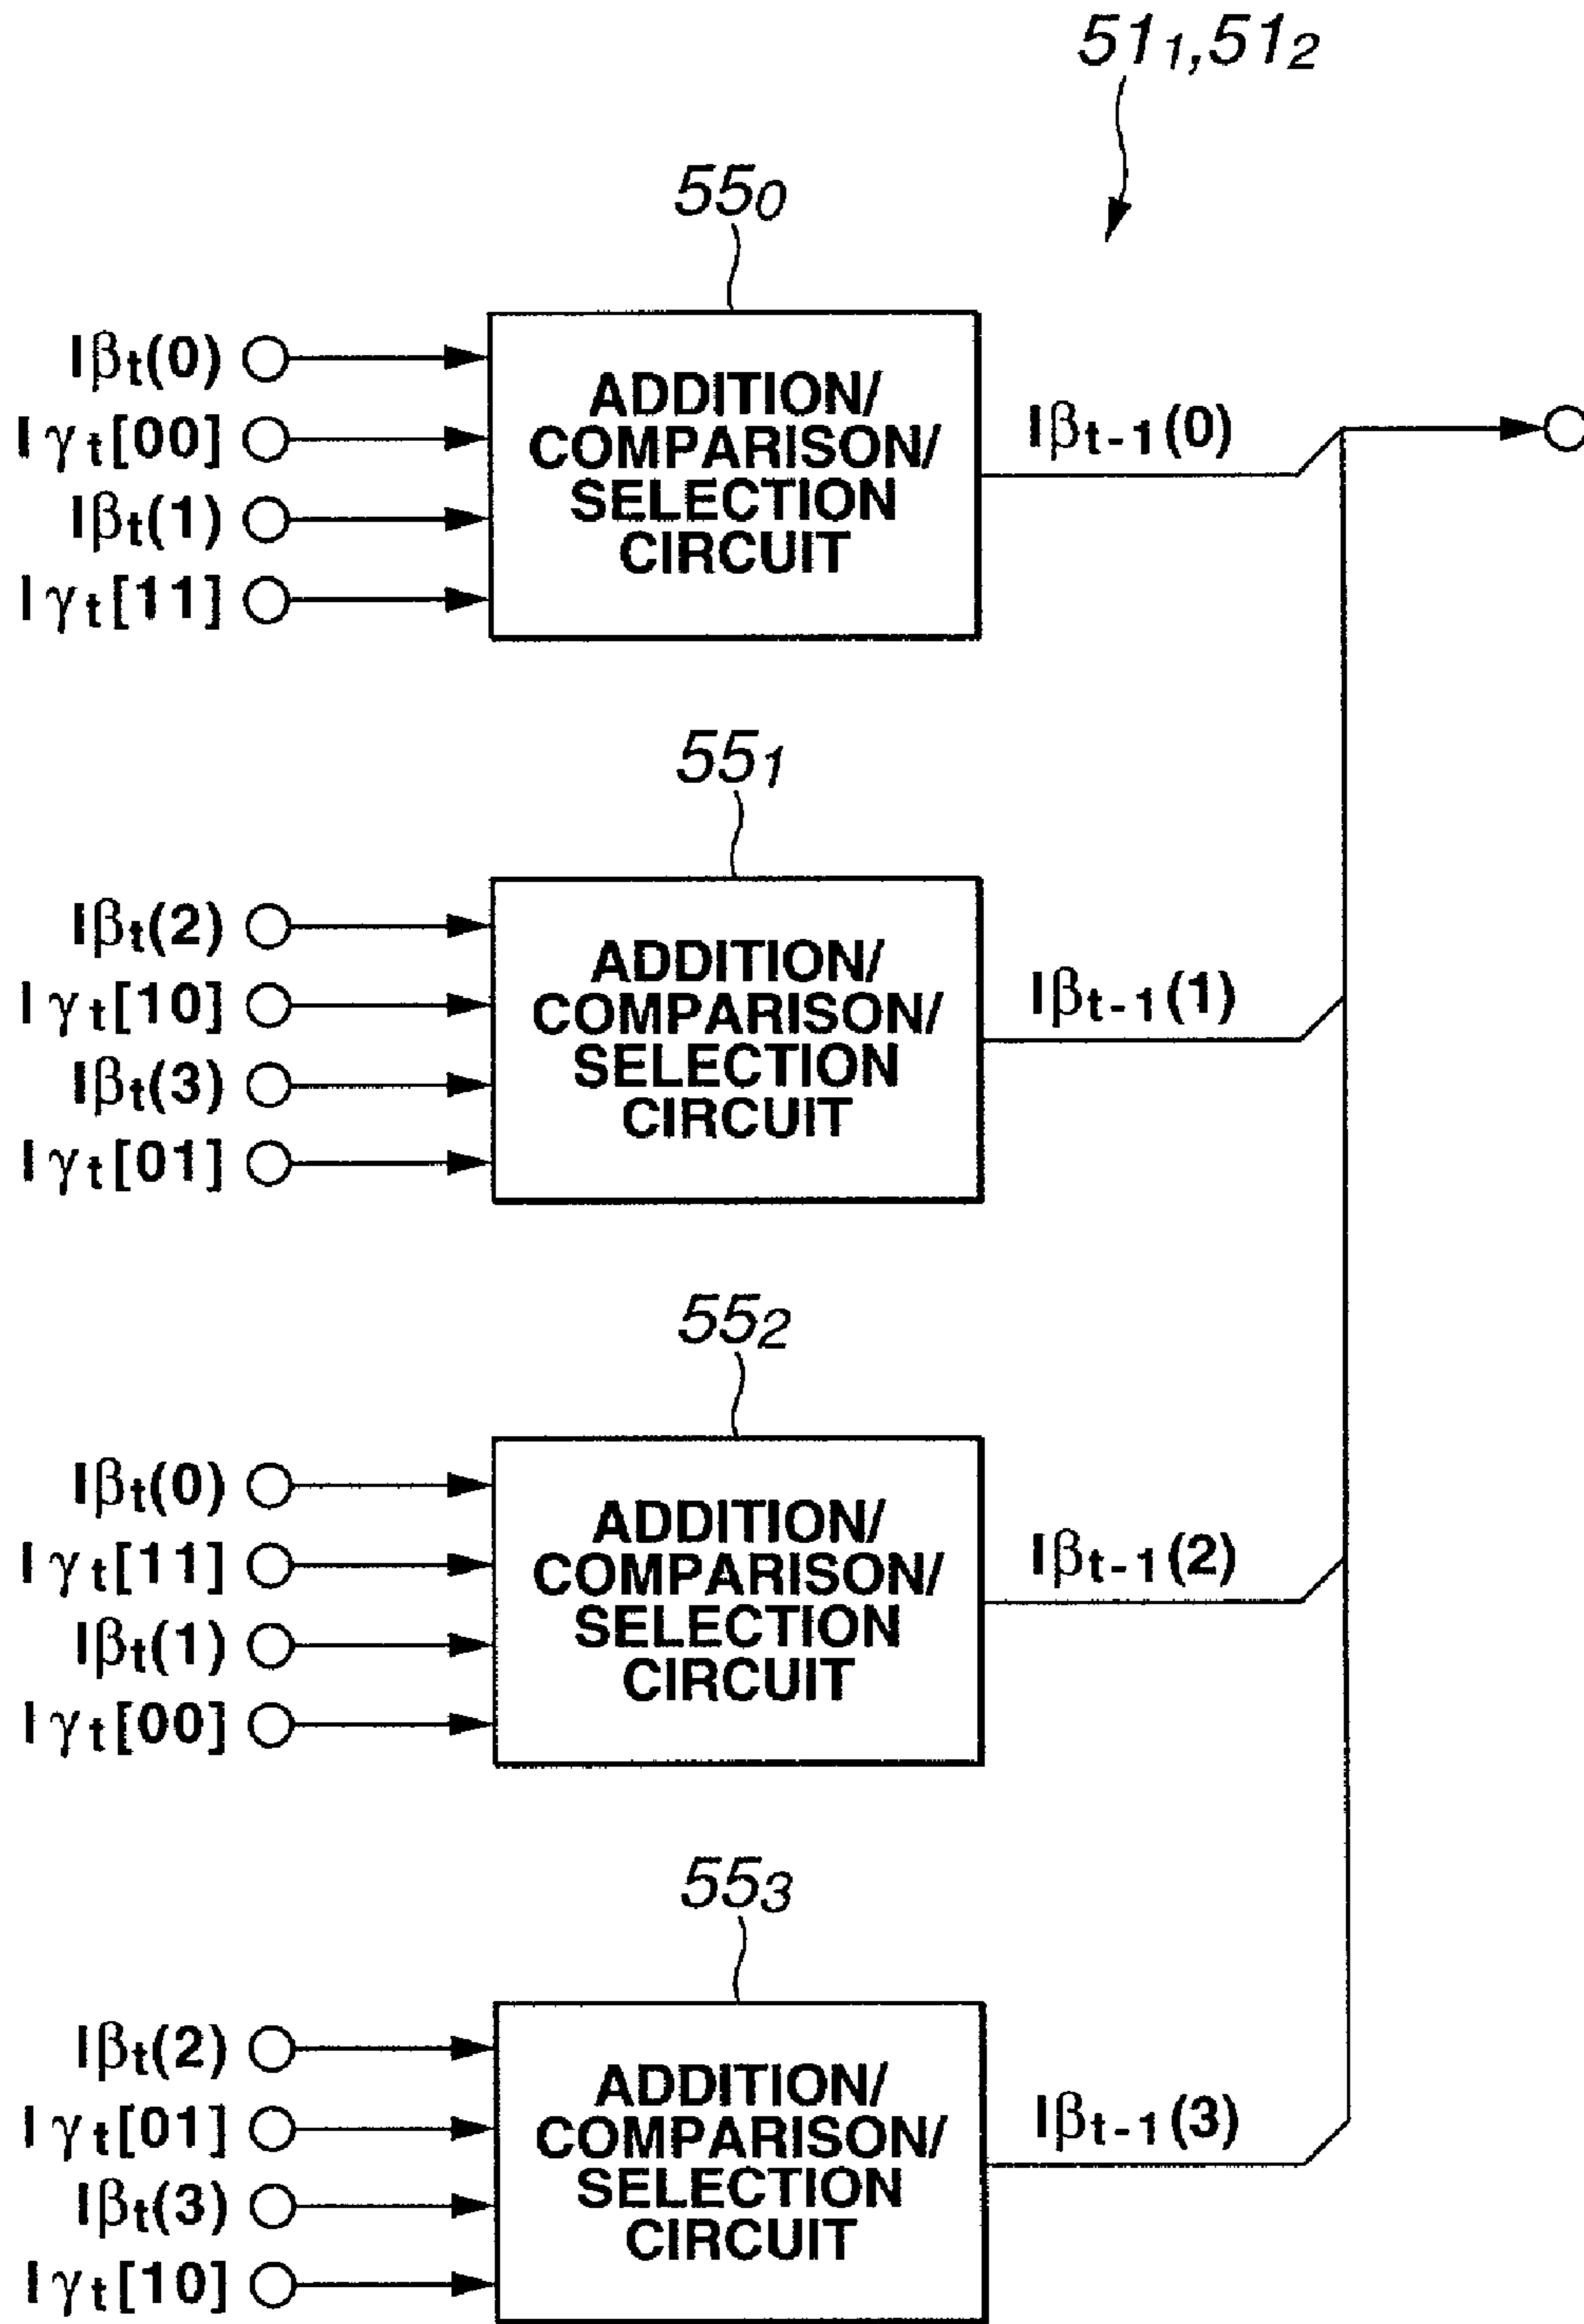 51₁,51₂
55₀
Iβt(0)
Iγt[00]
Iβt(1)
Iγt[11]
ADDITION/
COMPARISON/
SELECTION
CIRCUIT
Iβt-1(0)
55₁
Iβt(2)
Iγt[10]
Iβt(3)
Iγt[01]
ADDITION/
COMPARISON/
SELECTION
CIRCUIT
Iβt-1(1)
55₂
Iβt(0)
Iγt[11]
Iβt(1)
Iγt[00]
ADDITION/
COMPARISON/
SELECTION
CIRCUIT
Iβt-1(2)
55₃
Iβt(2)
Iγt[01]
Iβt(3)
Iγt[10]
ADDITION/
COMPARISON/
SELECTION
CIRCUIT
Iβt-1(3)